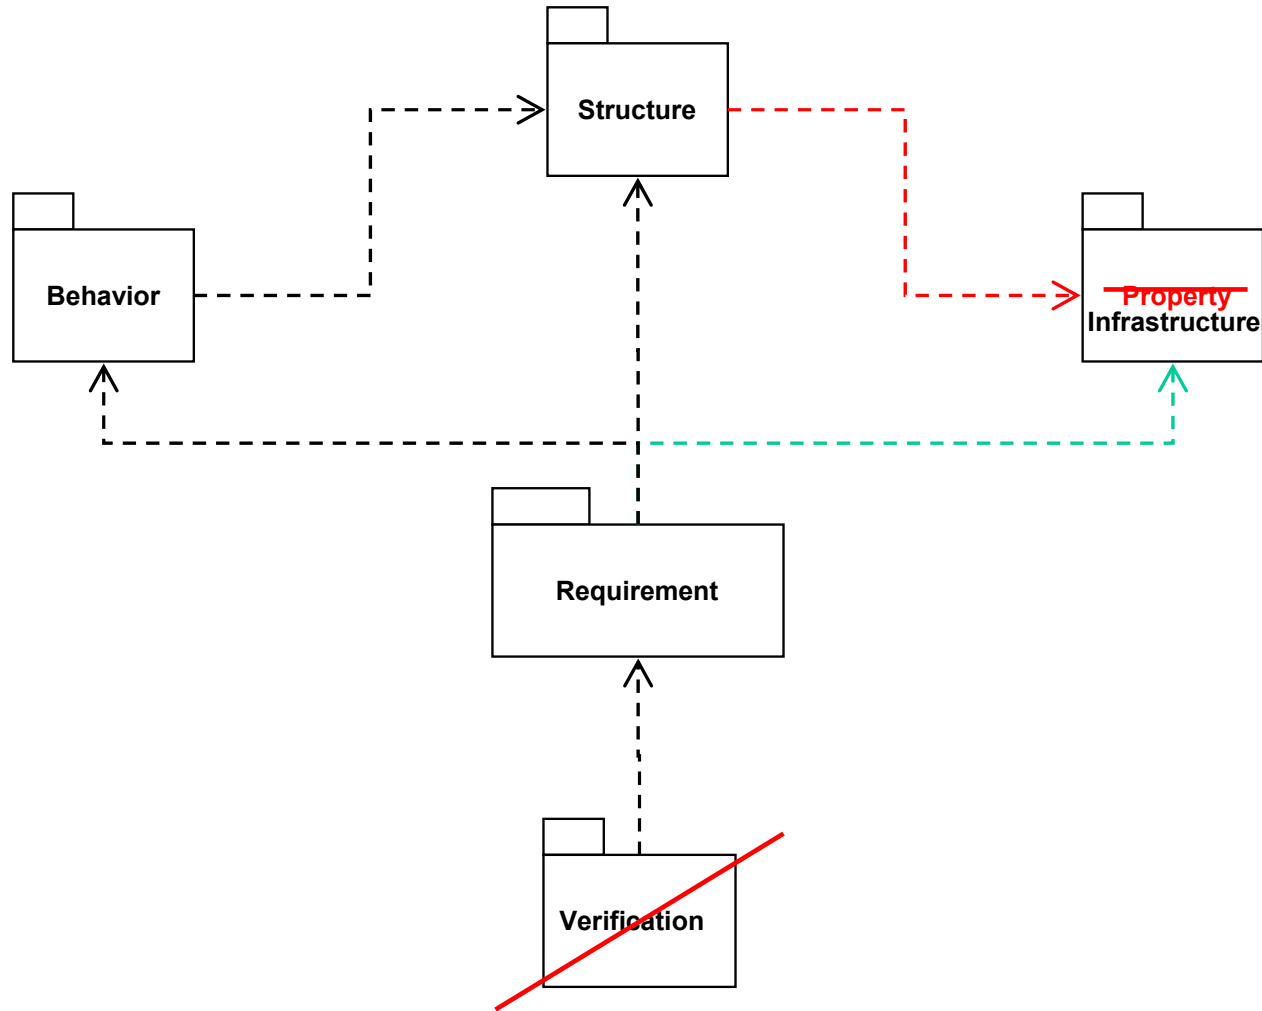 Structure
Behavior
Property
Infrastructure
Requirement
Verification